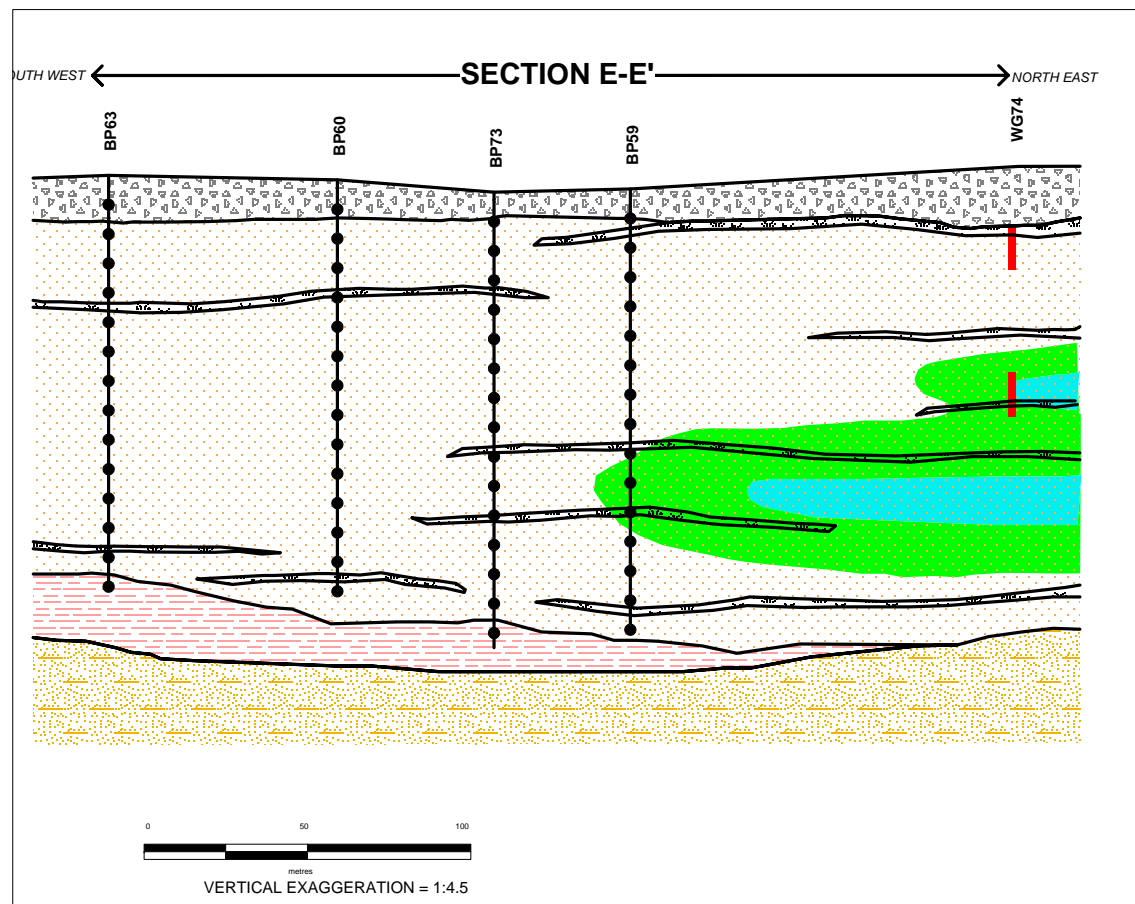 OUTH WEST
SECTION E-E'
NORTH EAST
BP63
BP60
BP73
BP59
WG74
0 50 100
metres
VERTICAL EXAGGERATION = 1:4.5